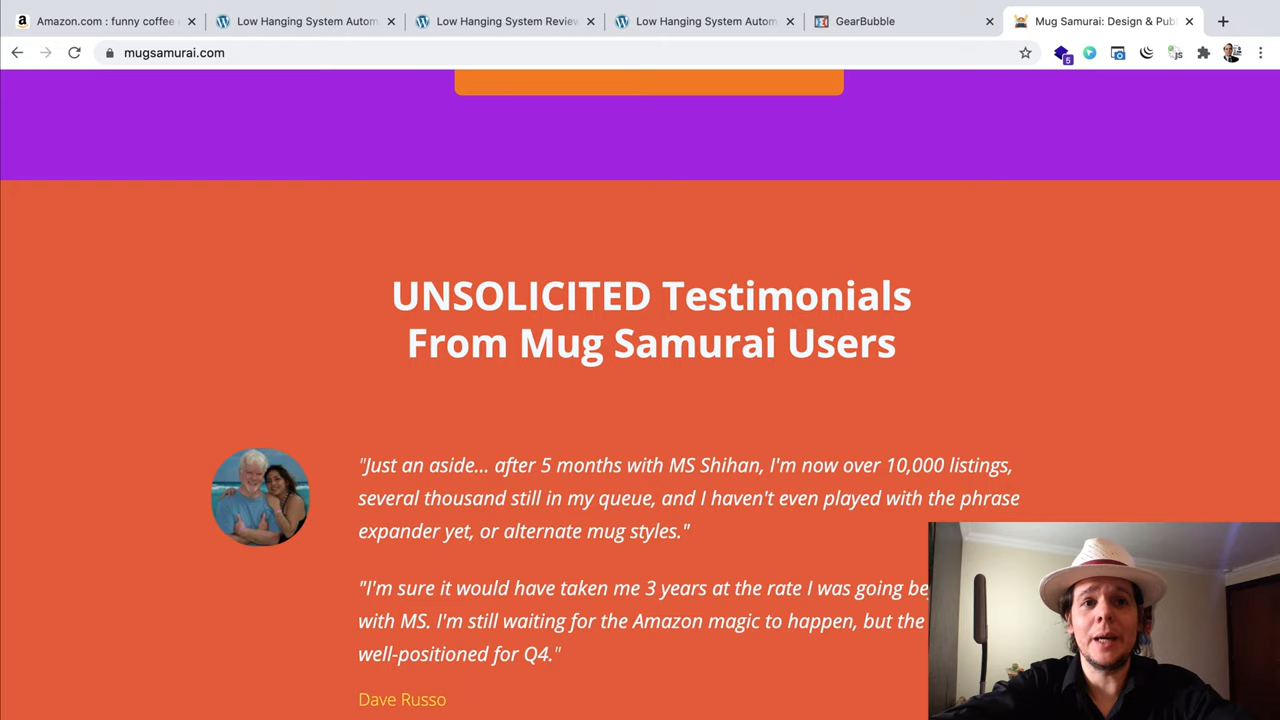 Amazon.com : funny coffee
Low Hanging System Autom
Low Hanging System Review
Low Hanging System Autom
GearBubble
Mug Samurai: Design & Pub
mugsamurai.com
5
JS
UNSOLICITED Testimonials
From Mug Samurai Users
"Just an aside... after 5 months with MS Shihan, I'm now over 10,000 listings,
several thousand still in my queue, and I haven't even played with the phrase
expander yet, or alternate mug styles."
"I'm sure it would have taken me 3 years at the rate I was going
with MS. I'm still waiting for the Amazon magic to happen, but the
well-positioned for Q4."
Dave Russo